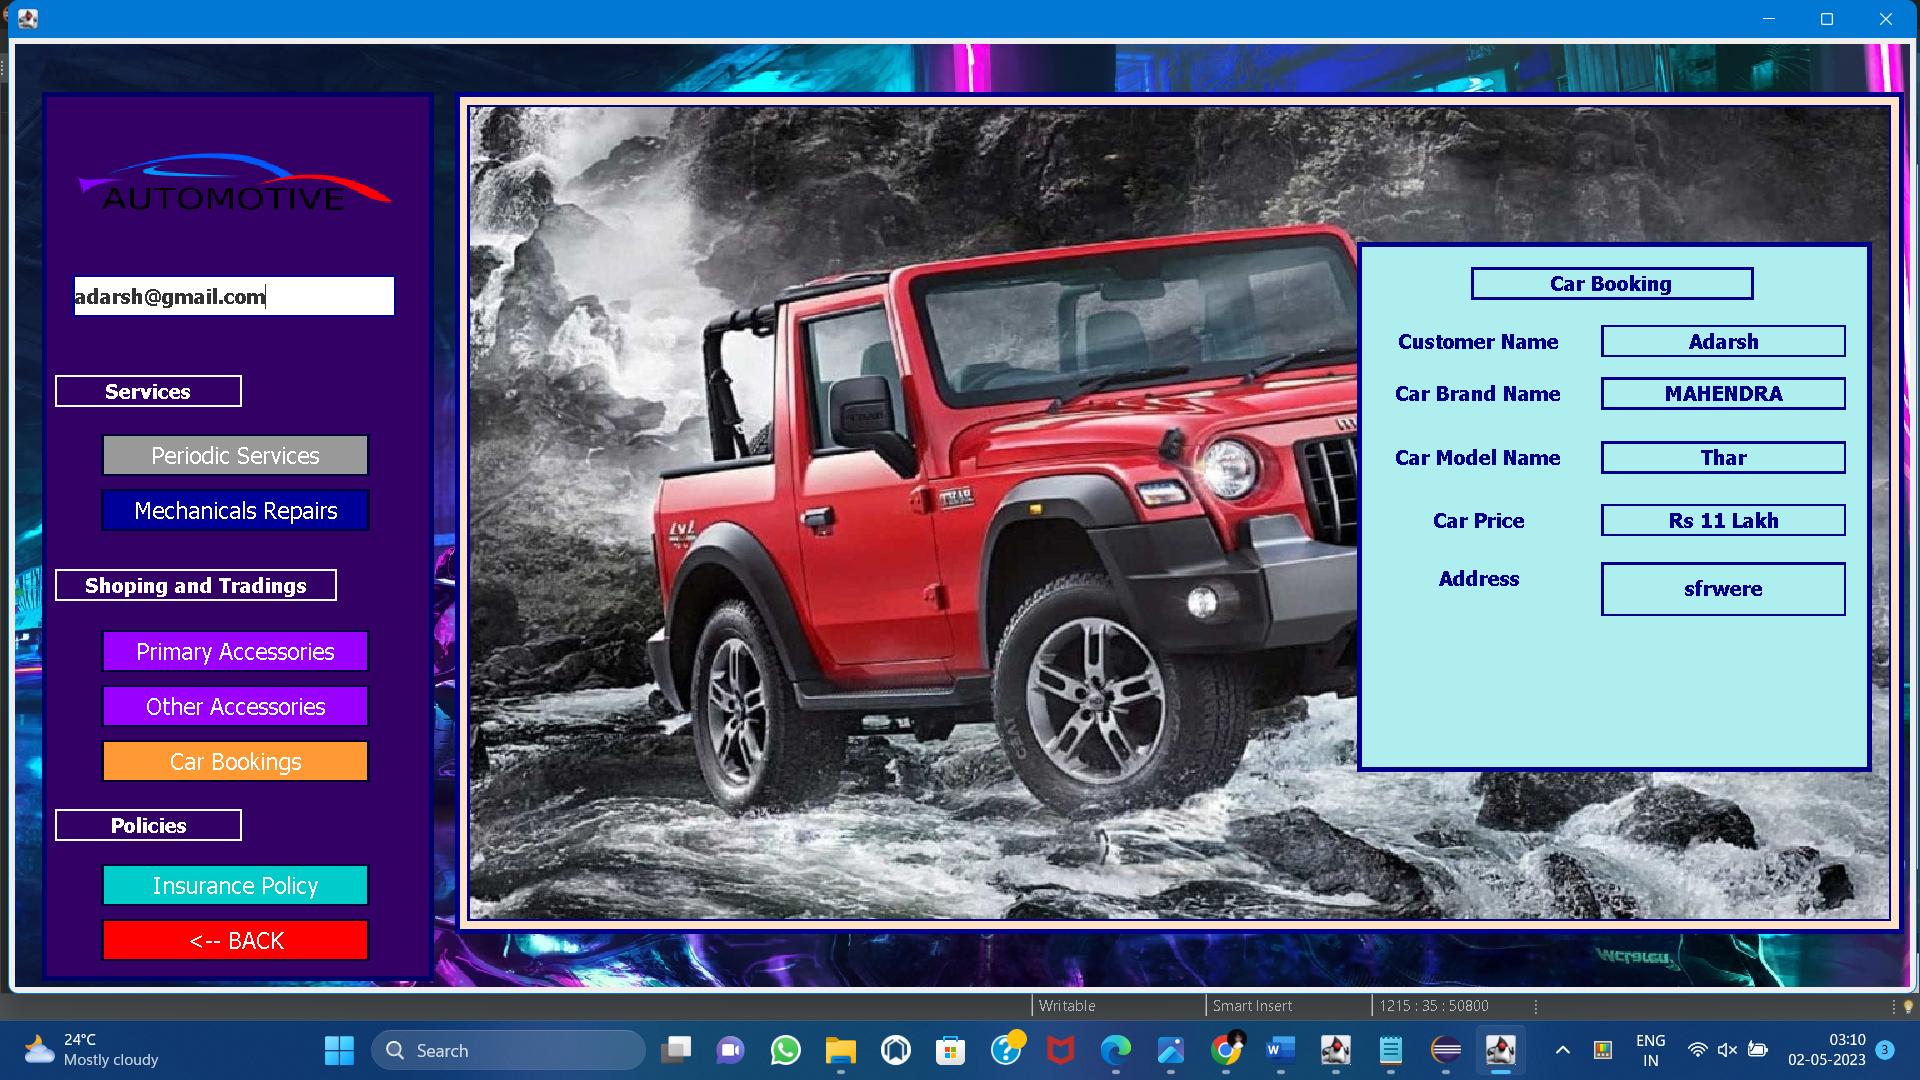 AUTOMOTIVE
adarsh@gmail.com
Services
Periodic Services
Mechanicals Repairs
Shoping and Tradings
Primary Accessories
Other Accessories
Car Bookings
Policies
Insurance Policy
<-- BACK
THAR
4x4
CEAT
Car Booking
Customer Name Adarsh
Car Brand Name MAHENDRA
Car Model Name Thar
Car Price Rs 11 Lakh
Address sfrwere
Writable Smart Insert 1215 : 35 : 50800
24°C
Mostly cloudy
Search
ENG
IN
03:10
02-05-2023
3